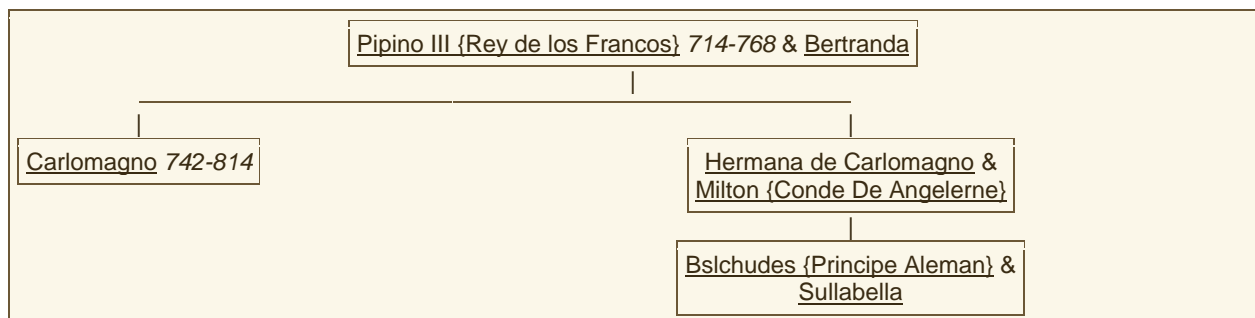 Pipino III {Rey de los Francos} 714-768 & Bertranda
Carlomagno 742-814
Hermana de Carlomagno &
Milton {Conde De Angelerne}
Bslchudes {Principe Aleman} &
Sullabella